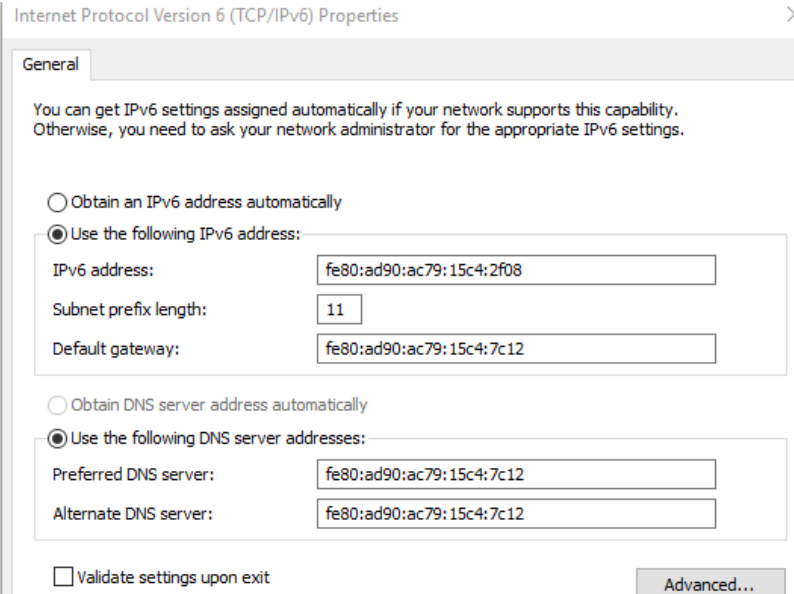 Internet Protocol Version 6 (TCP/IPv6) Properties
General
You can get IPv6 settings assigned automatically if your network supports this capability.
Otherwise, you need to ask your network administrator for the appropriate IPv6 settings.
Obtain an IPv6 address automatically
Use the following IPv6 address:
IPv6 address: fe80:ad90:ac79:15c4:2f08
Subnet prefix length: 11
Default gateway: fe80:ad90:ac79:15c4:7c12
Obtain DNS server address automatically
Use the following DNS server addresses:
Preferred DNS server: fe80:ad90:ac79:15c4:7c12
Alternate DNS server: fe80:ad90:ac79:15c4:7c12
Validate settings upon exit
Advanced...